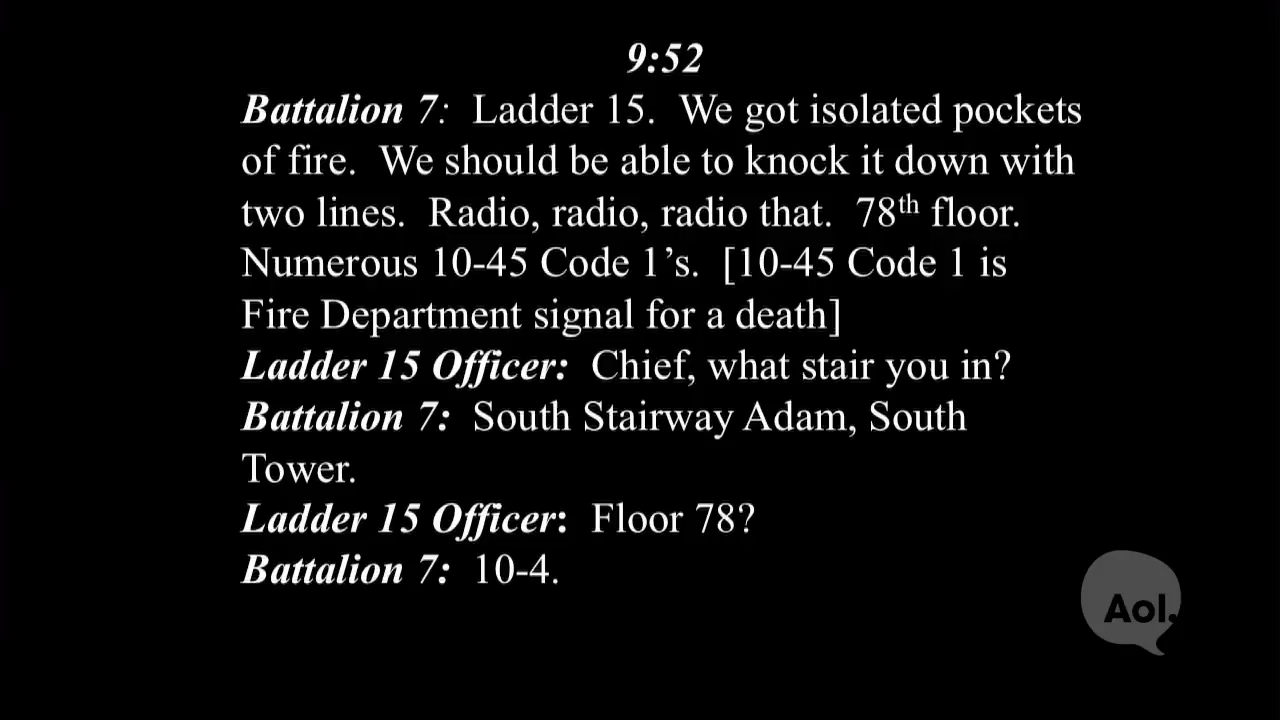 9:52
Battalion 7:  Ladder 15.  We got isolated pockets
of fire.  We should be able to knock it down with
two lines.  Radio, radio, radio that.  78th floor.
Numerous 10-45 Code 1’s.  [10-45 Code 1 is
Fire Department signal for a death]
Ladder 15 Officer:  Chief, what stair you in?
Battalion 7:  South Stairway Adam, South
Tower.
Ladder 15 Officer:  Floor 78?
Battalion 7:  10-4.
Aol.